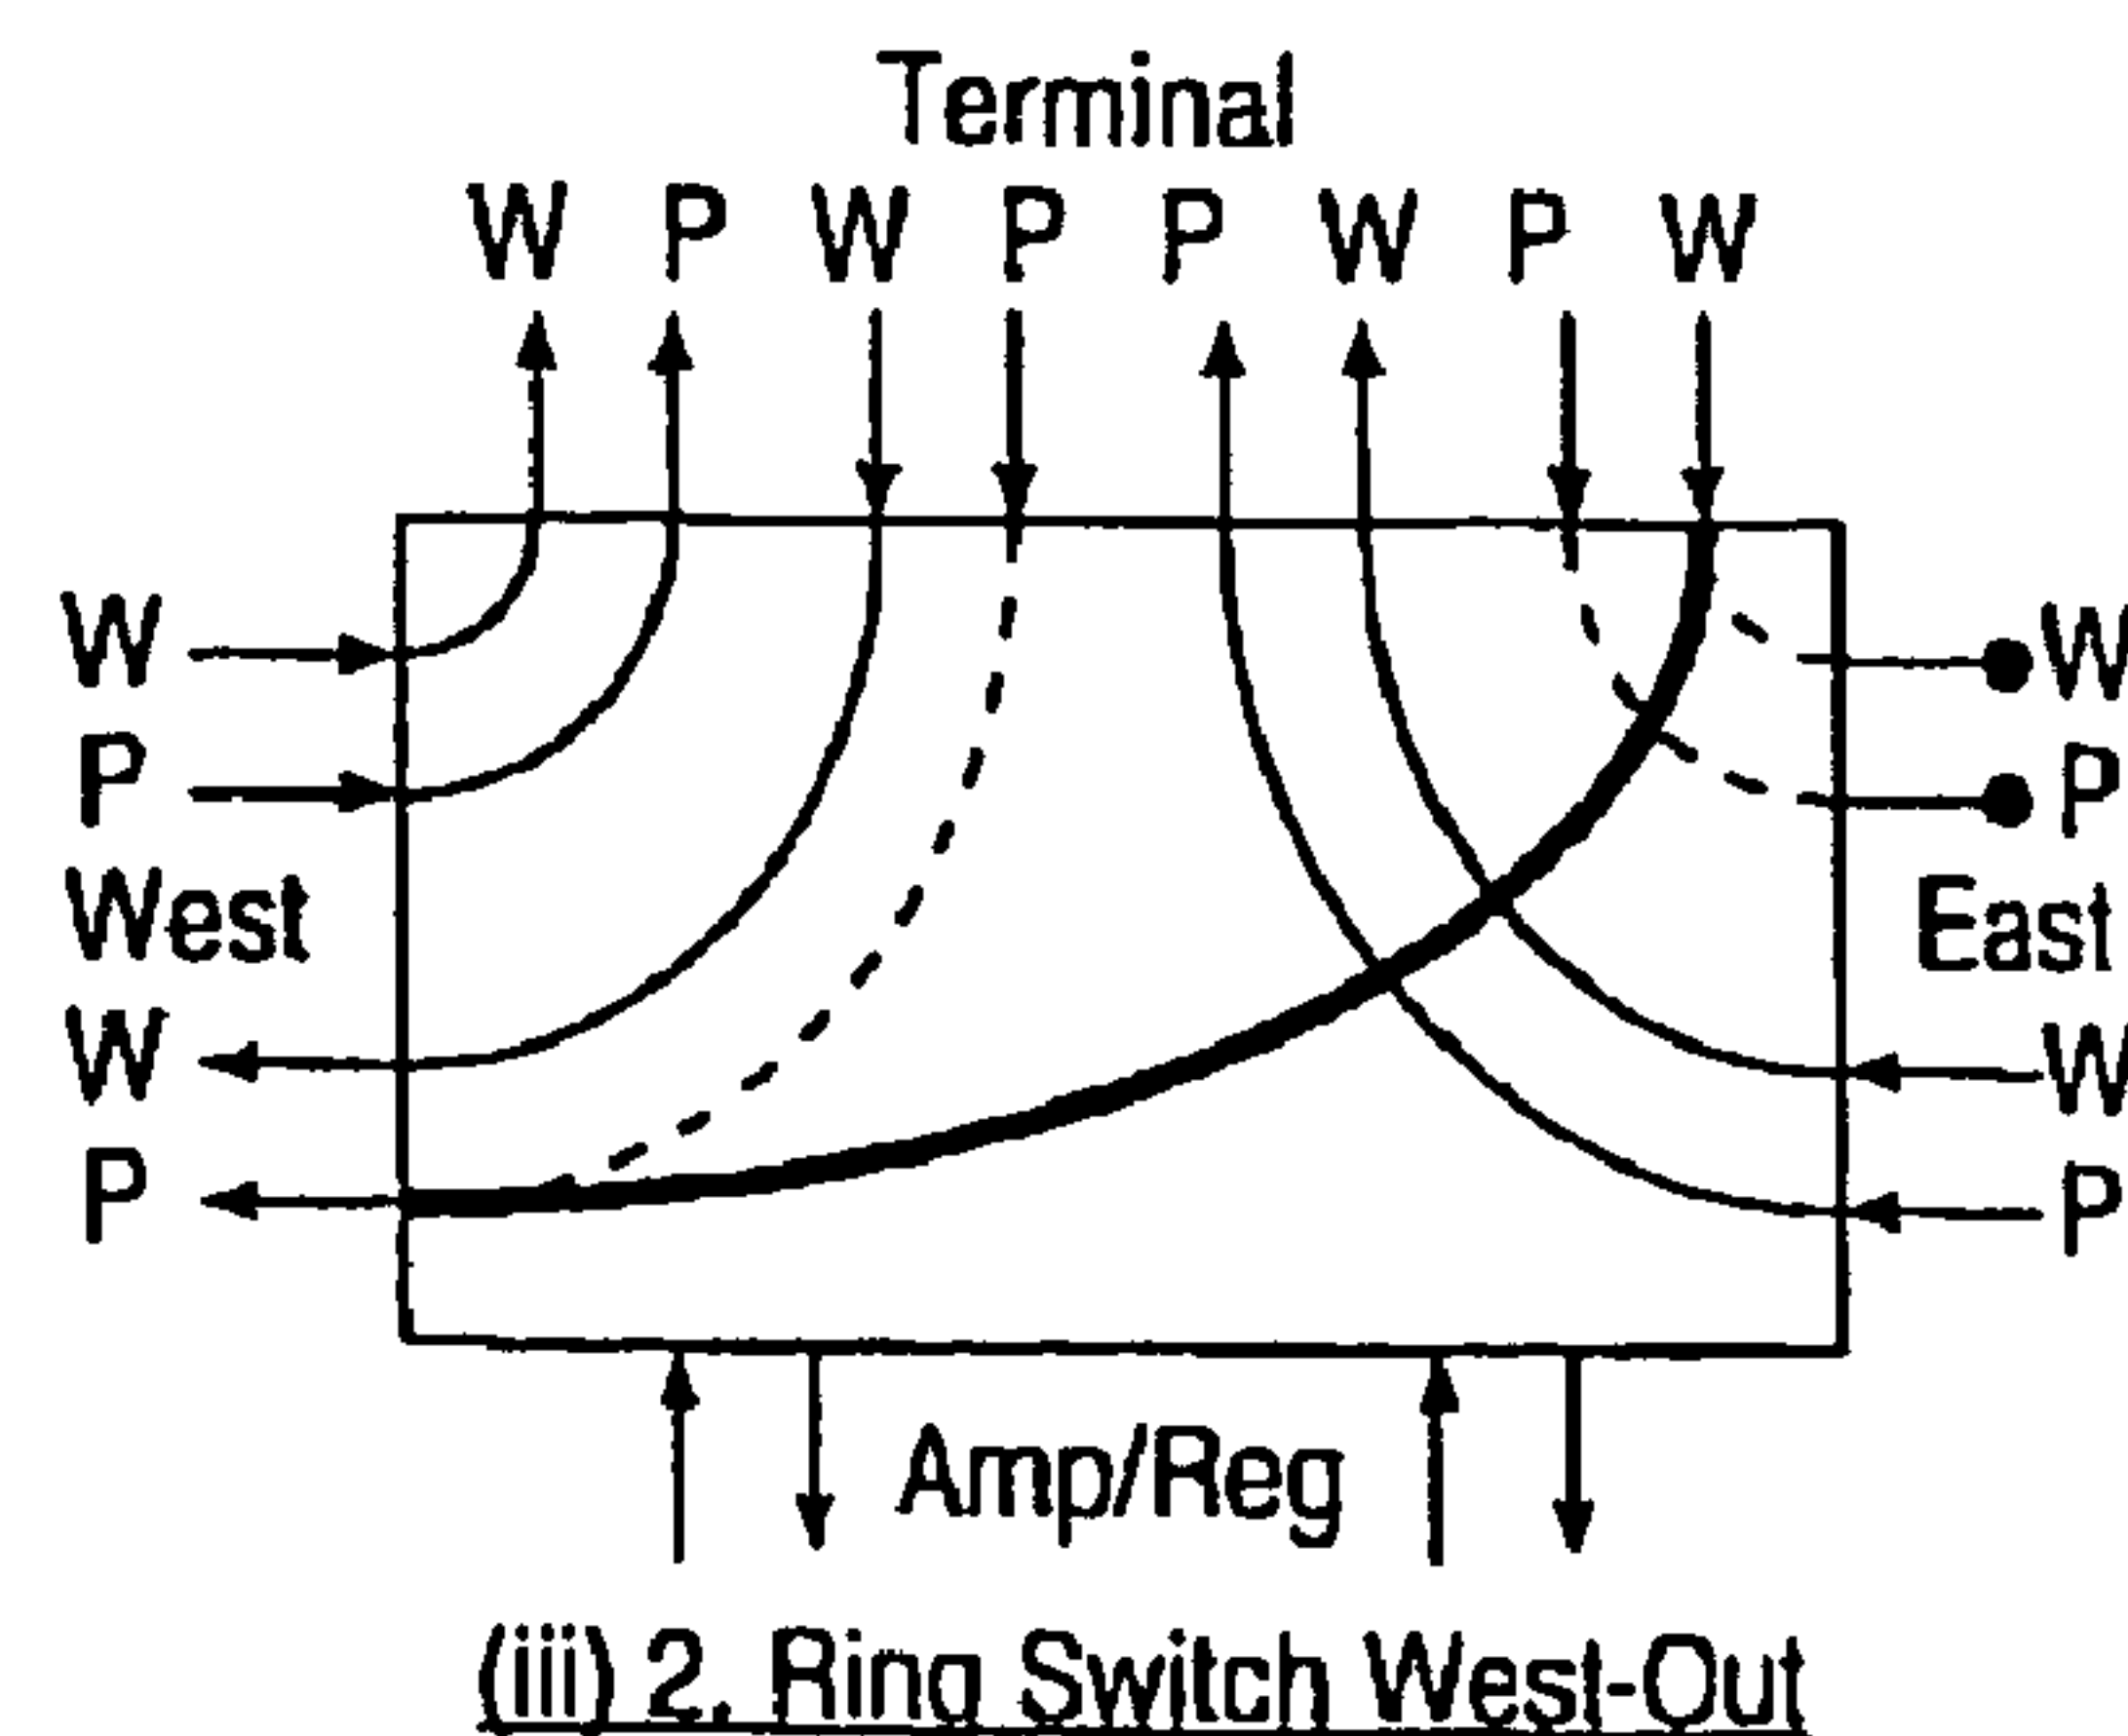 Terminal
W P W P P W P W
W W
P P
West East
W W
P P
Amp/Reg
(iii) 2, Ring Switch West-Out